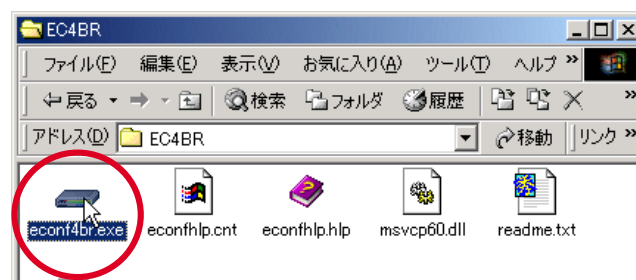 EC4BR
ファイル(F) 編集(E) 表示(V) お気に入り(A) ツール(T) ヘルプ »
戻る 検索 フォルダ 履歴 »
アドレス(D) EC4BR 移動 リンク »
econf4br.exe econfhlp.cnt econfhlp.hlp msvcp60.dll readme.txt